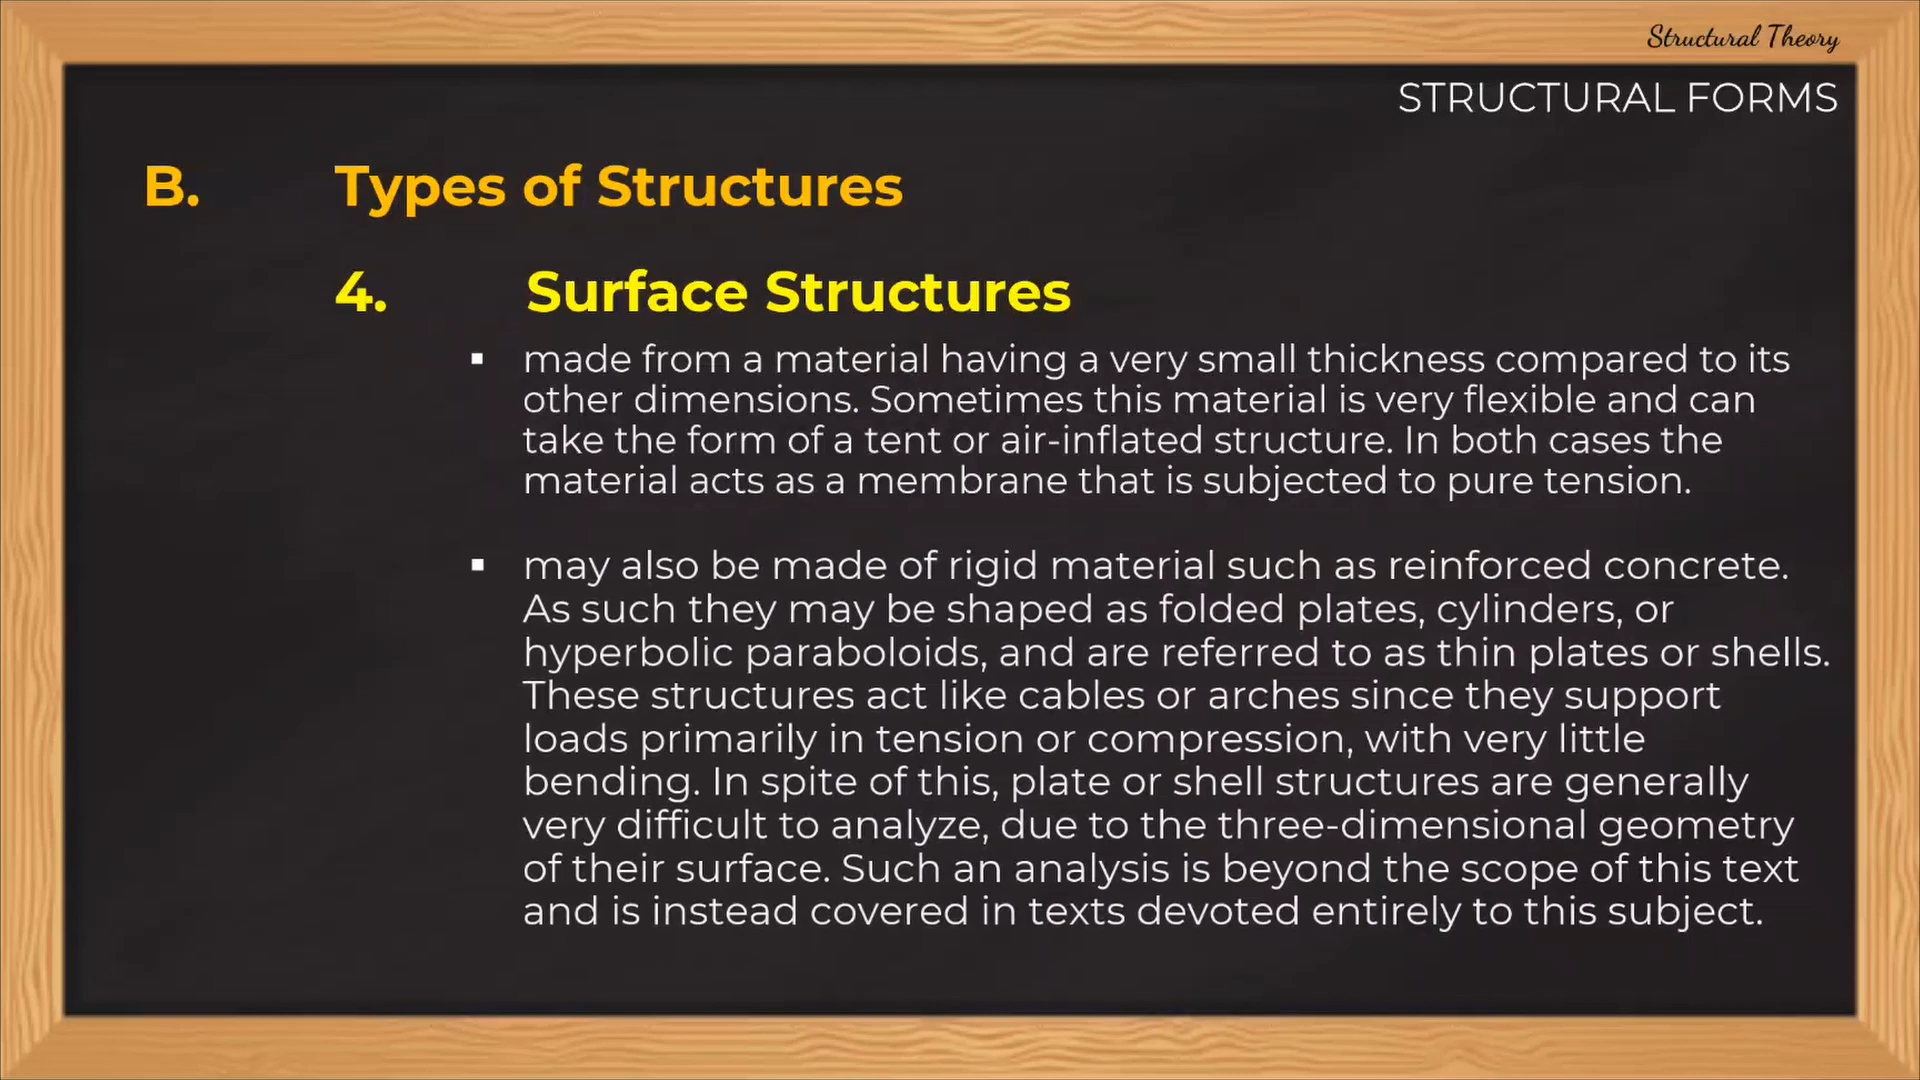 Structural Theory
STRUCTURAL FORMS
B. Types of Structures
4. Surface Structures
▪ made from a material having a very small thickness compared to its
other dimensions. Sometimes this material is very flexible and can
take the form of a tent or air-inflated structure. In both cases the
material acts as a membrane that is subjected to pure tension.
▪ may also be made of rigid material such as reinforced concrete.
As such they may be shaped as folded plates, cylinders, or
hyperbolic paraboloids, and are referred to as thin plates or shells.
These structures act like cables or arches since they support
loads primarily in tension or compression, with very little
bending. In spite of this, plate or shell structures are generally
very difficult to analyze, due to the three-dimensional geometry
of their surface. Such an analysis is beyond the scope of this text
and is instead covered in texts devoted entirely to this subject.